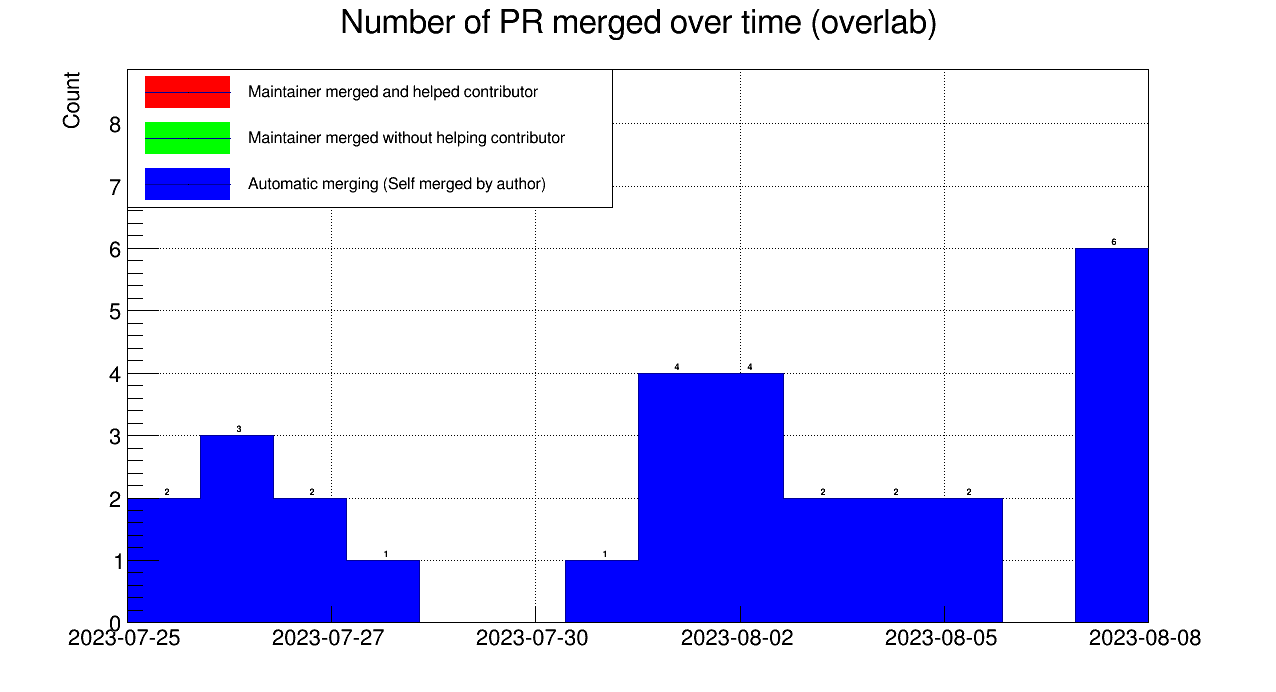 Number of PR merged over time (overlab)
Count
Maintainer merged and helped contributor
Maintainer merged without helping contributor
Automatic merging (Self merged by author)
8
7
6
5
4
3
2
1
0
2 3 2 1 1 4 4 2 2 2 6
2023-07-25 2023-07-27 2023-07-30 2023-08-02 2023-08-05 2023-08-08